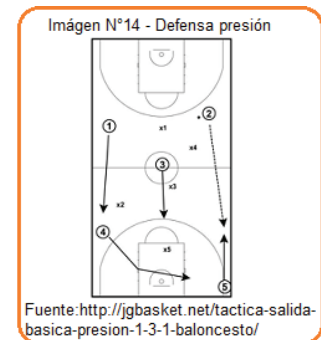 Imágen N°14 - Defensa presión
1
2
x1
x4
3
x3
x2
4
x5
5
Fuente:http://jgbasket.net/tactica-salida-
basica-presion-1-3-1-baloncesto/